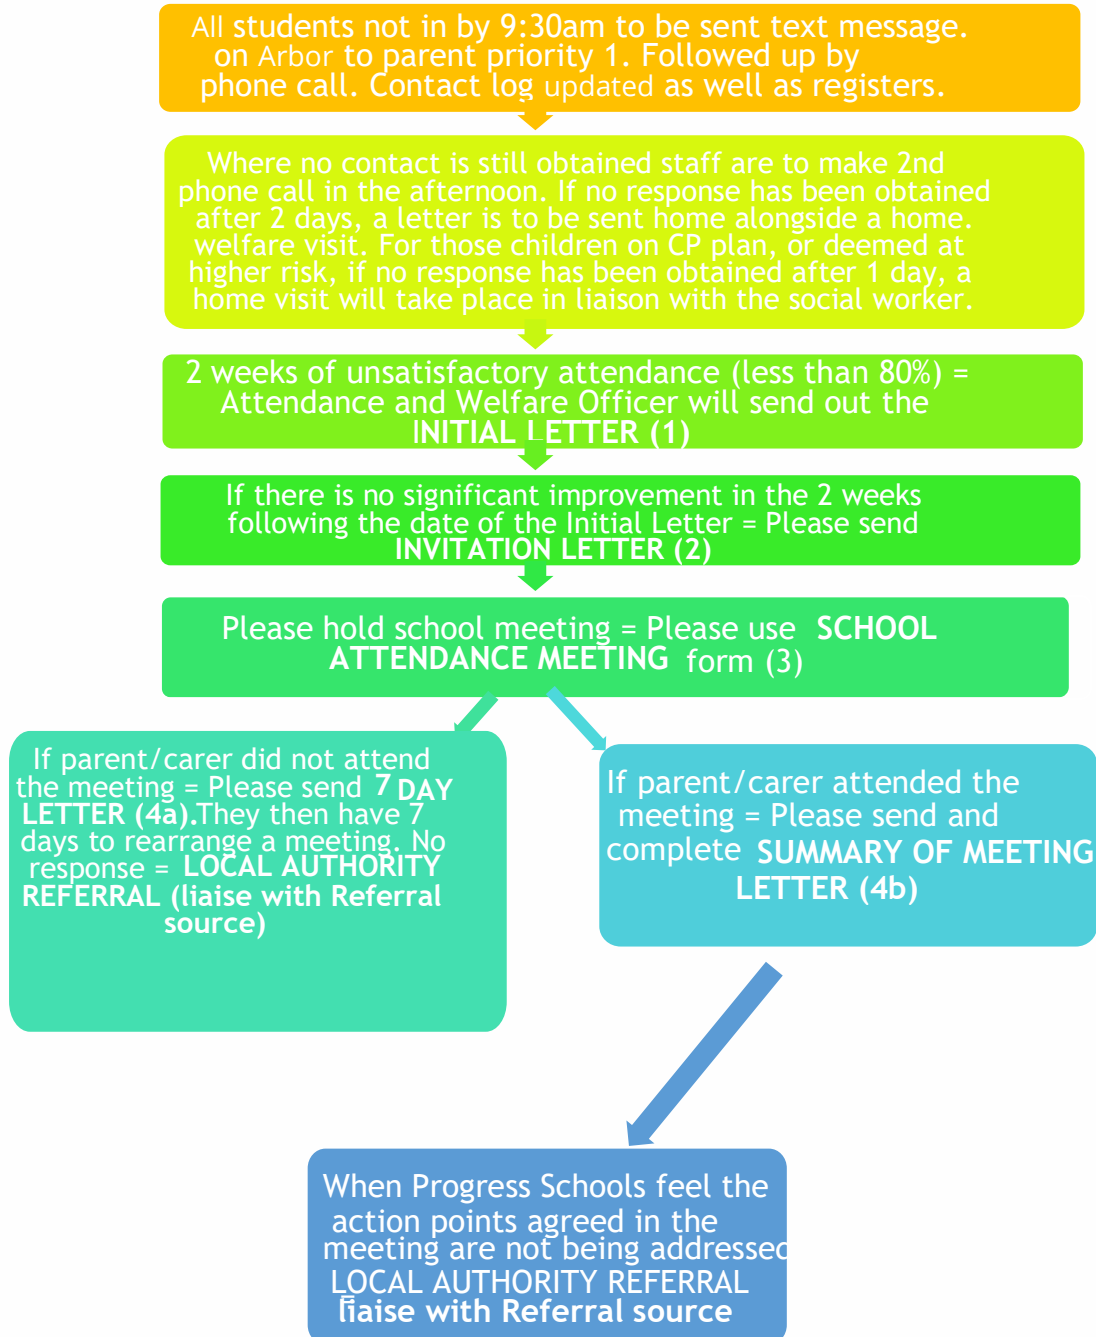 All students not in by 9:30am to be sent text message.
on Arbor to parent priority 1. Followed up by
phone call. Contact log updated as well as registers.
Where no contact is still obtained staff are to make 2nd
phone call in the afternoon. If no response has been obtained
after 2 days, a letter is to be sent home alongside a home.
welfare visit. For those children on CP plan, or deemed at
higher risk, if no response has been obtained after 1 day, a
home visit will take place in liaison with the social worker.
2 weeks of unsatisfactory attendance (less than 80%) =
Attendance and Welfare Officer will send out the
INITIAL LETTER (1)
If there is no significant improvement in the 2 weeks
following the date of the Initial Letter = Please send
INVITATION LETTER (2)
Please hold school meeting = Please use SCHOOL
ATTENDANCE MEETING form (3)
If parent/carer did not attend
the meeting = Please send 7 DAY
LETTER (4a).They then have 7
days to rearrange a meeting. No
response = LOCAL AUTHORITY
REFERRAL (liaise with Referral
source)
If parent/carer attended the
meeting = Please send and
complete SUMMARY OF MEETING
LETTER (4b)
When Progress Schools feel the
action points agreed in the
meeting are not being addressed
LOCAL AUTHORITY REFERRAL
liaise with Referral source